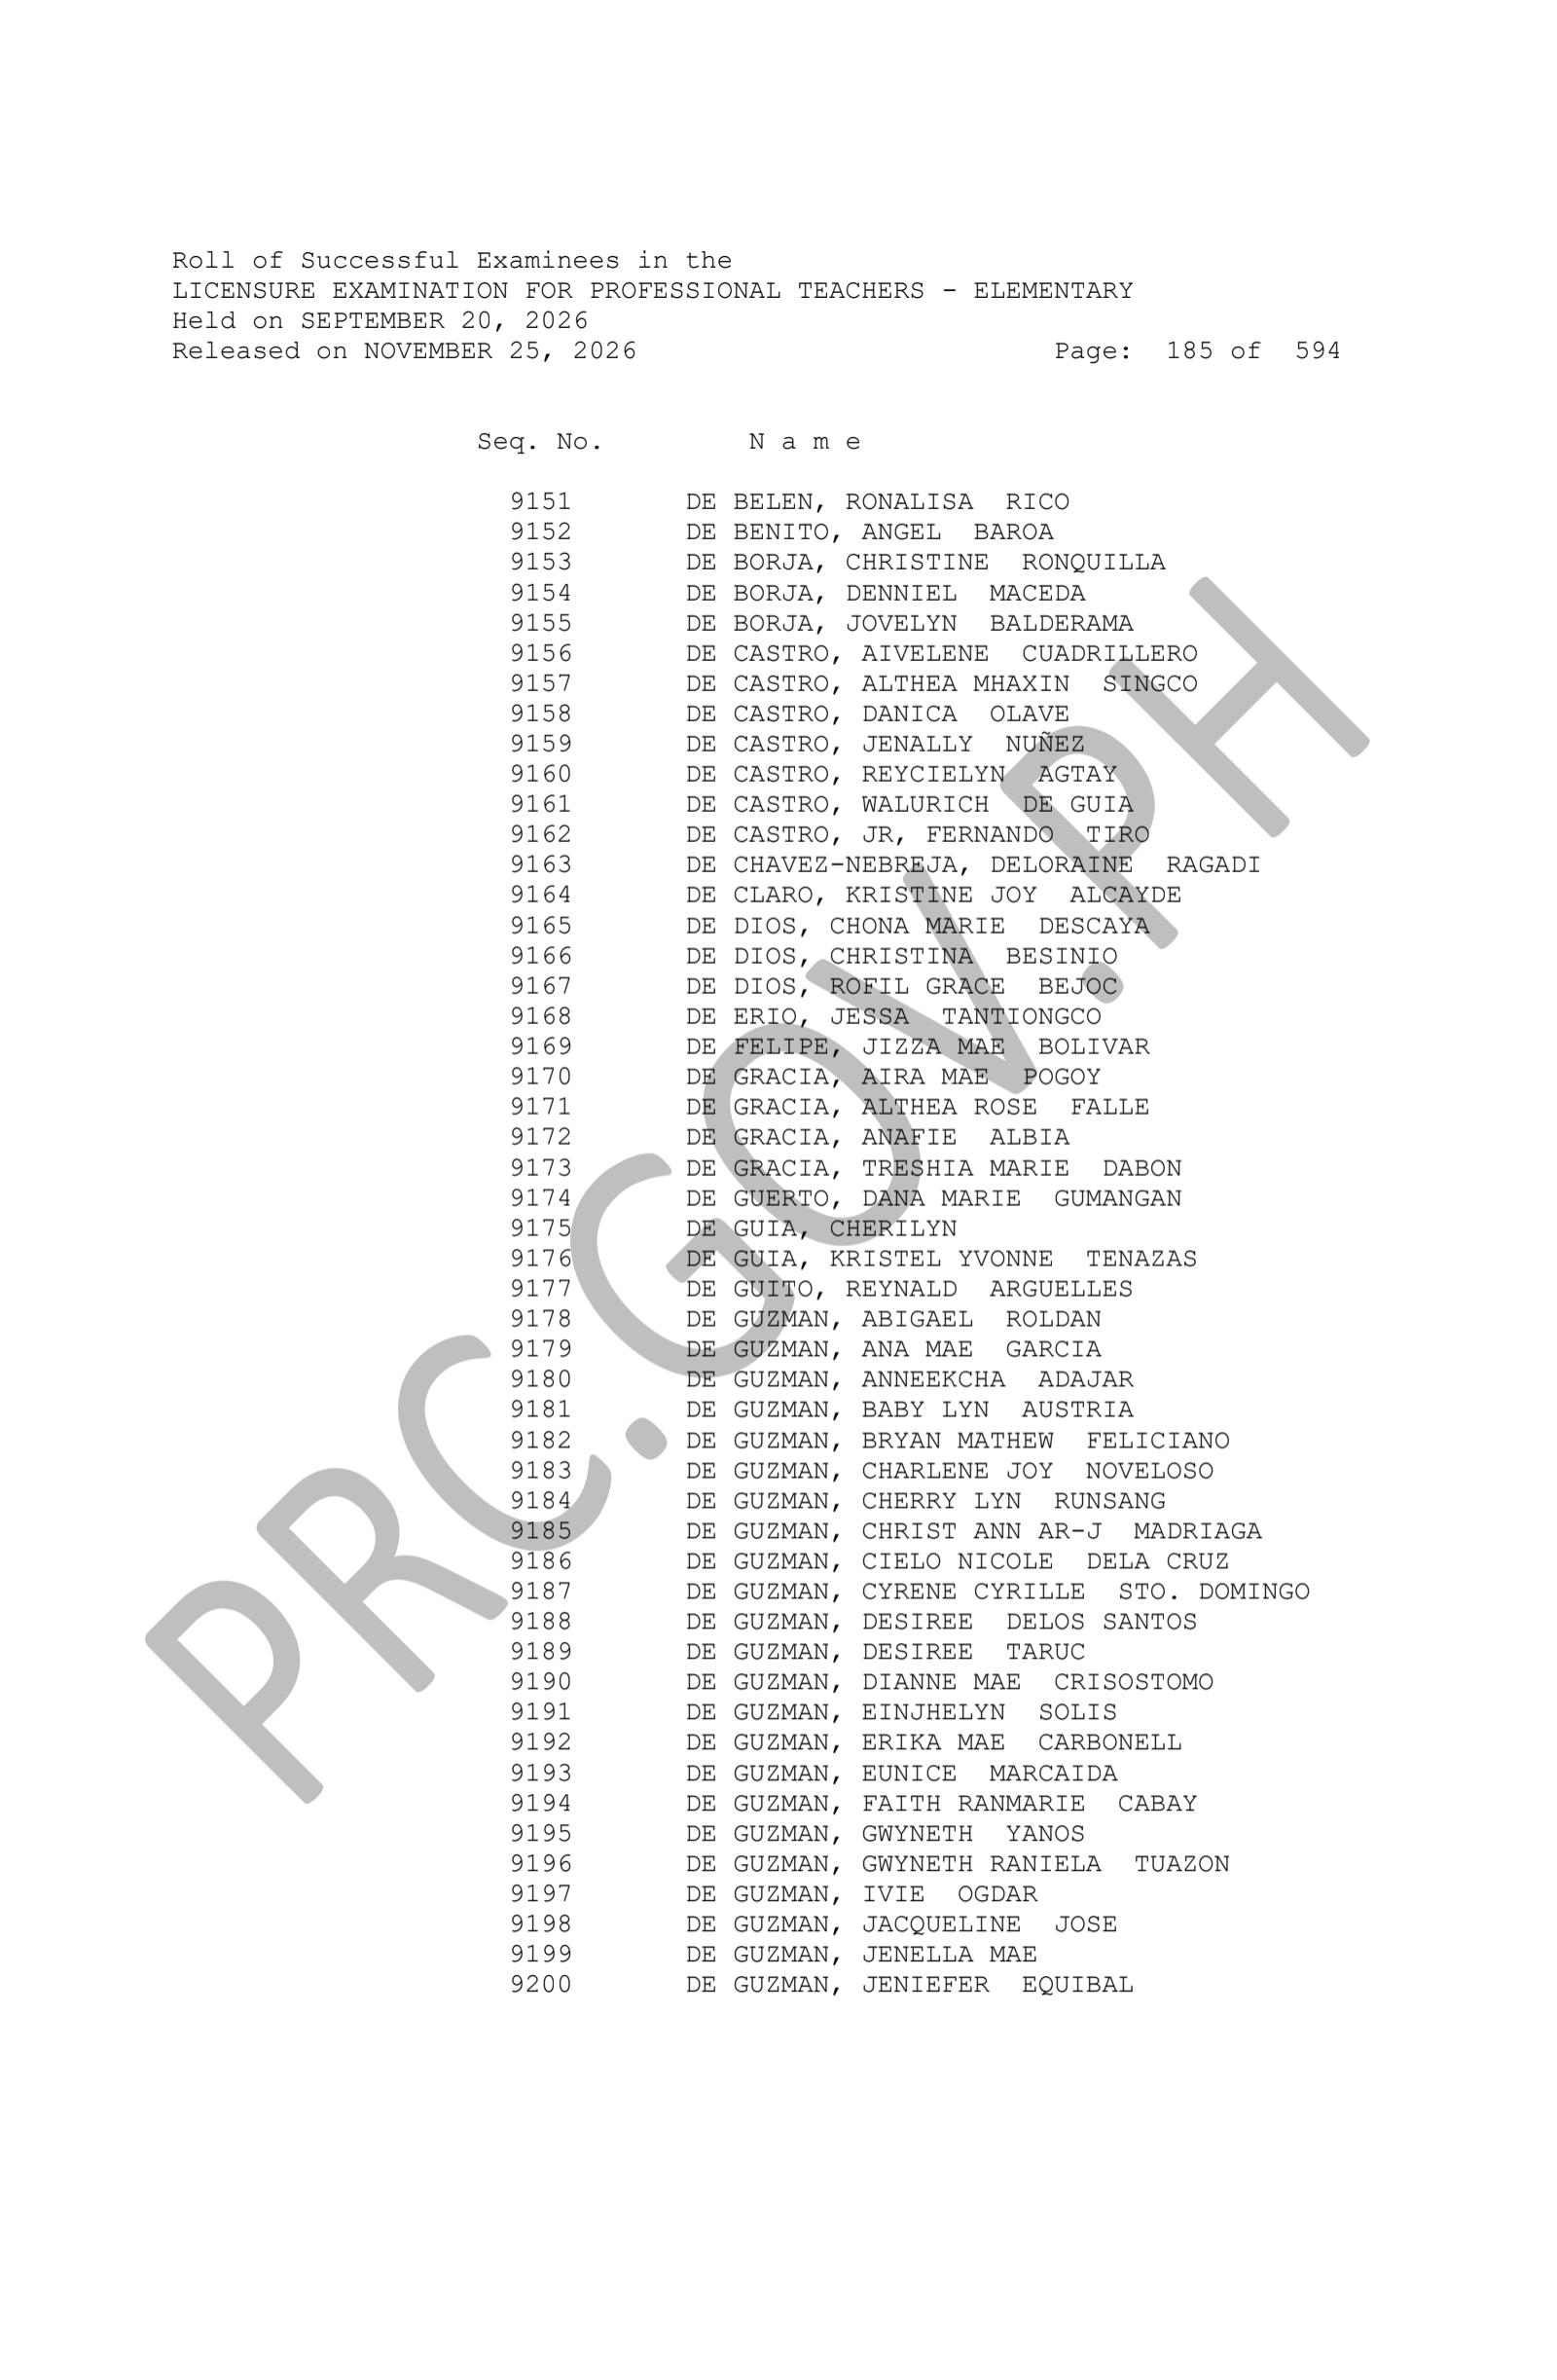 Roll of Successful Examinees in the
LICENSURE EXAMINATION FOR PROFESSIONAL TEACHERS - ELEMENTARY
Held on SEPTEMBER 20, 2026
Released on NOVEMBER 25, 2026 Page: 185 of 594
Seq. No. N a m e
9151 DE BELEN, RONALISA RICO
9152 DE BENITO, ANGEL BAROA
9153 DE BORJA, CHRISTINE RONQUILLA
9154 DE BORJA, DENNIEL MACEDA
9155 DE BORJA, JOVELYN BALDERAMA
9156 DE CASTRO, AIVELENE CUADRILLERO
9157 DE CASTRO, ALTHEA MHAXIN SINGCO
9158 DE CASTRO, DANICA OLAVE
9159 DE CASTRO, JENALLY NUÑEZ
9160 DE CASTRO, REYCIELYN AGTAY
9161 DE CASTRO, WALURICH DE GUIA
9162 DE CASTRO, JR, FERNANDO TIRO
9163 DE CHAVEZ-NEBREJA, DELORAINE RAGADI
9164 DE CLARO, KRISTINE JOY ALCAYDE
9165 DE DIOS, CHONA MARIE DESCAYA
9166 DE DIOS, CHRISTINA BESINIO
9167 DE DIOS, ROFIL GRACE BEJOC
9168 DE ERIO, JESSA TANTIONGCO
9169 DE FELIPE, JIZZA MAE BOLIVAR
9170 DE GRACIA, AIRA MAE POGOY
9171 DE GRACIA, ALTHEA ROSE FALLE
9172 DE GRACIA, ANAFIE ALBIA
9173 DE GRACIA, TRESHIA MARIE DABON
9174 DE GUERTO, DANA MARIE GUMANGAN
9175 DE GUIA, CHERILYN
9176 DE GUIA, KRISTEL YVONNE TENAZAS
9177 DE GUITO, REYNALD ARGUELLES
9178 DE GUZMAN, ABIGAEL ROLDAN
9179 DE GUZMAN, ANA MAE GARCIA
9180 DE GUZMAN, ANNEEKCHA ADAJAR
9181 DE GUZMAN, BABY LYN AUSTRIA
9182 DE GUZMAN, BRYAN MATHEW FELICIANO
9183 DE GUZMAN, CHARLENE JOY NOVELOSO
9184 DE GUZMAN, CHERRY LYN RUNSANG
9185 DE GUZMAN, CHRIST ANN AR-J MADRIAGA
9186 DE GUZMAN, CIELO NICOLE DELA CRUZ
9187 DE GUZMAN, CYRENE CYRILLE STO. DOMINGO
9188 DE GUZMAN, DESIREE DELOS SANTOS
9189 DE GUZMAN, DESIREE TARUC
9190 DE GUZMAN, DIANNE MAE CRISOSTOMO
9191 DE GUZMAN, EINJHELYN SOLIS
9192 DE GUZMAN, ERIKA MAE CARBONELL
9193 DE GUZMAN, EUNICE MARCAIDA
9194 DE GUZMAN, FAITH RANMARIE CABAY
9195 DE GUZMAN, GWYNETH YANOS
9196 DE GUZMAN, GWYNETH RANIELA TUAZON
9197 DE GUZMAN, IVIE OGDAR
9198 DE GUZMAN, JACQUELINE JOSE
9199 DE GUZMAN, JENELLA MAE
9200 DE GUZMAN, JENIEFER EQUIBAL
PRC.GOV.PH